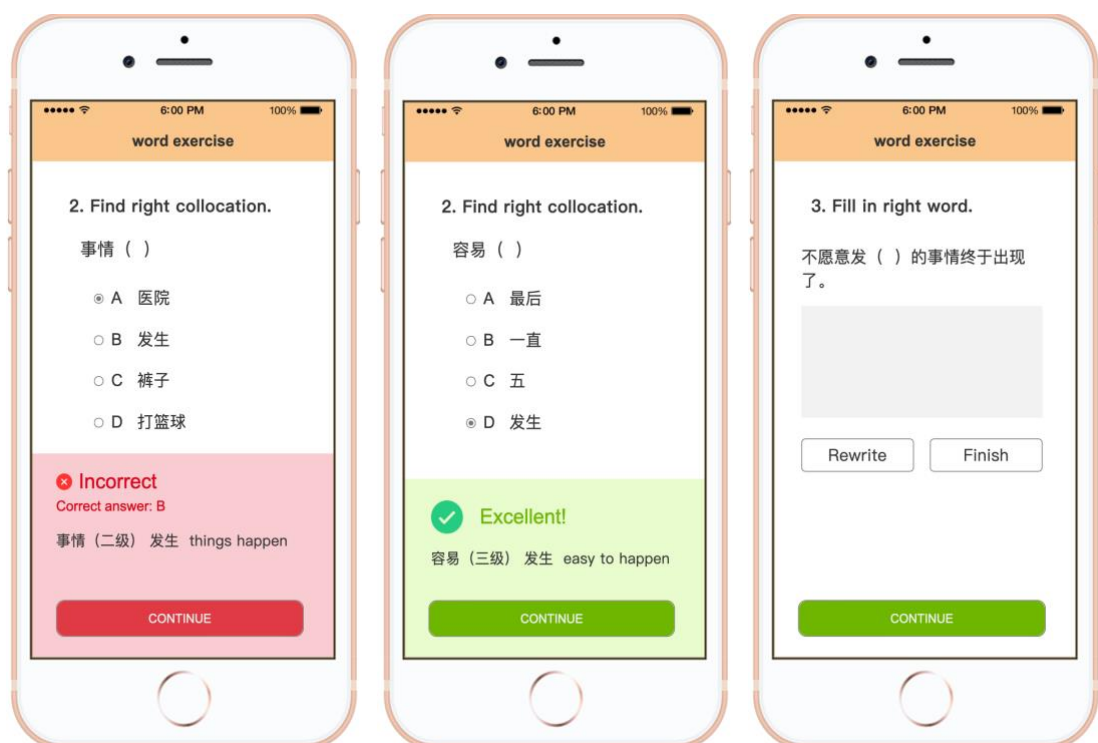 6:00 PM
100%
word exercise
2. Find right collocation.
事情（ ）
A 医院
B 发生
C 裤子
D 打篮球
Incorrect
Correct answer: B
事情（二级） 发生 things happen
CONTINUE
6:00 PM
100%
word exercise
2. Find right collocation.
容易（ ）
A 最后
B 一直
C 五
D 发生
Excellent!
容易（三级） 发生 easy to happen
CONTINUE
6:00 PM
100%
word exercise
3. Fill in right word.
不愿意发（ ）的事情终于出现
了。
Rewrite
Finish
CONTINUE